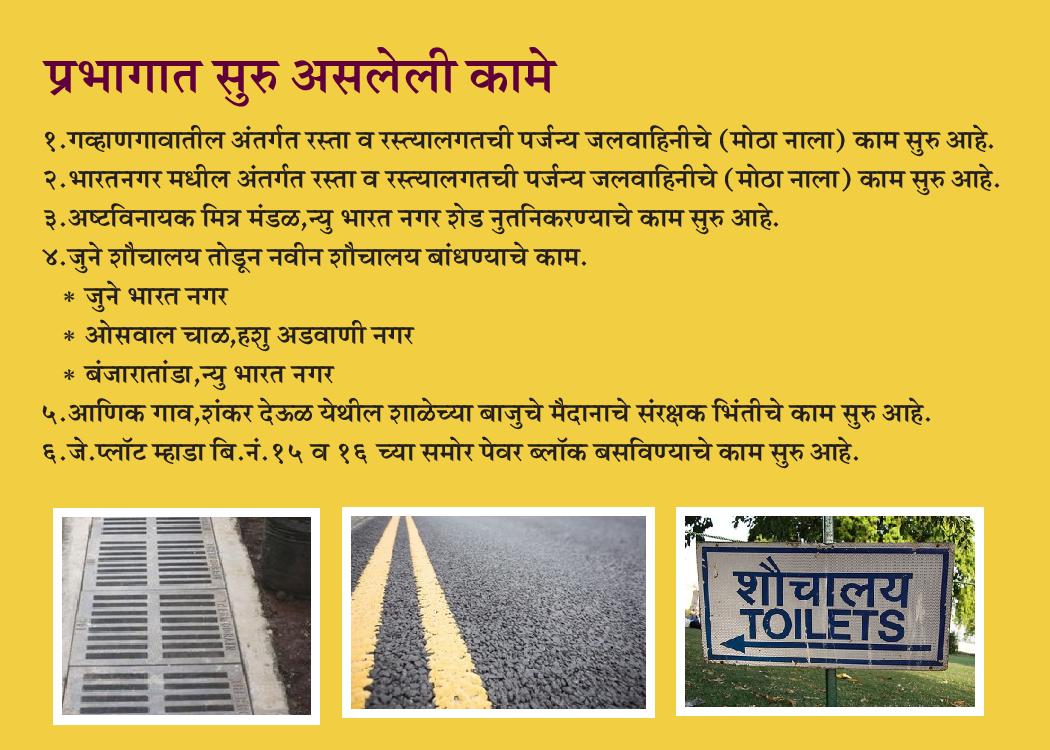 प्रभागात सुरु असलेली कामे
१.गव्हाणगावातील अंतर्गत रस्ता व रस्त्यालगतची पर्जन्य जलवाहिनीचे (मोठा नाला) काम सुरु आहे.
२.भारतनगर मधील अंतर्गत रस्ता व रस्त्यालगतची पर्जन्य जलवाहिनीचे (मोठा नाला) काम सुरु आहे.
३.अष्टविनायक मित्र मंडळ,न्यु भारत नगर शेड नुतनिकरण्याचे काम सुरु आहे.
४.जुने शौचालय तोडून नवीन शौचालय बांधण्याचे काम.
* जुने भारत नगर
* ओसवाल चाळ,हशु अडवाणी नगर
* बंजारातांडा,न्यु भारत नगर
५.आणिक गाव,शंकर देऊळ येथील शाळेच्या बाजुचे मैदानाचे संरक्षक भिंतीचे काम सुरु आहे.
६.जे.प्लॉट म्हाडा बि.नं.१५ व १६ च्या समोर पेवर ब्लॉक बसविण्याचे काम सुरु आहे.
शौचालय
TOILETS